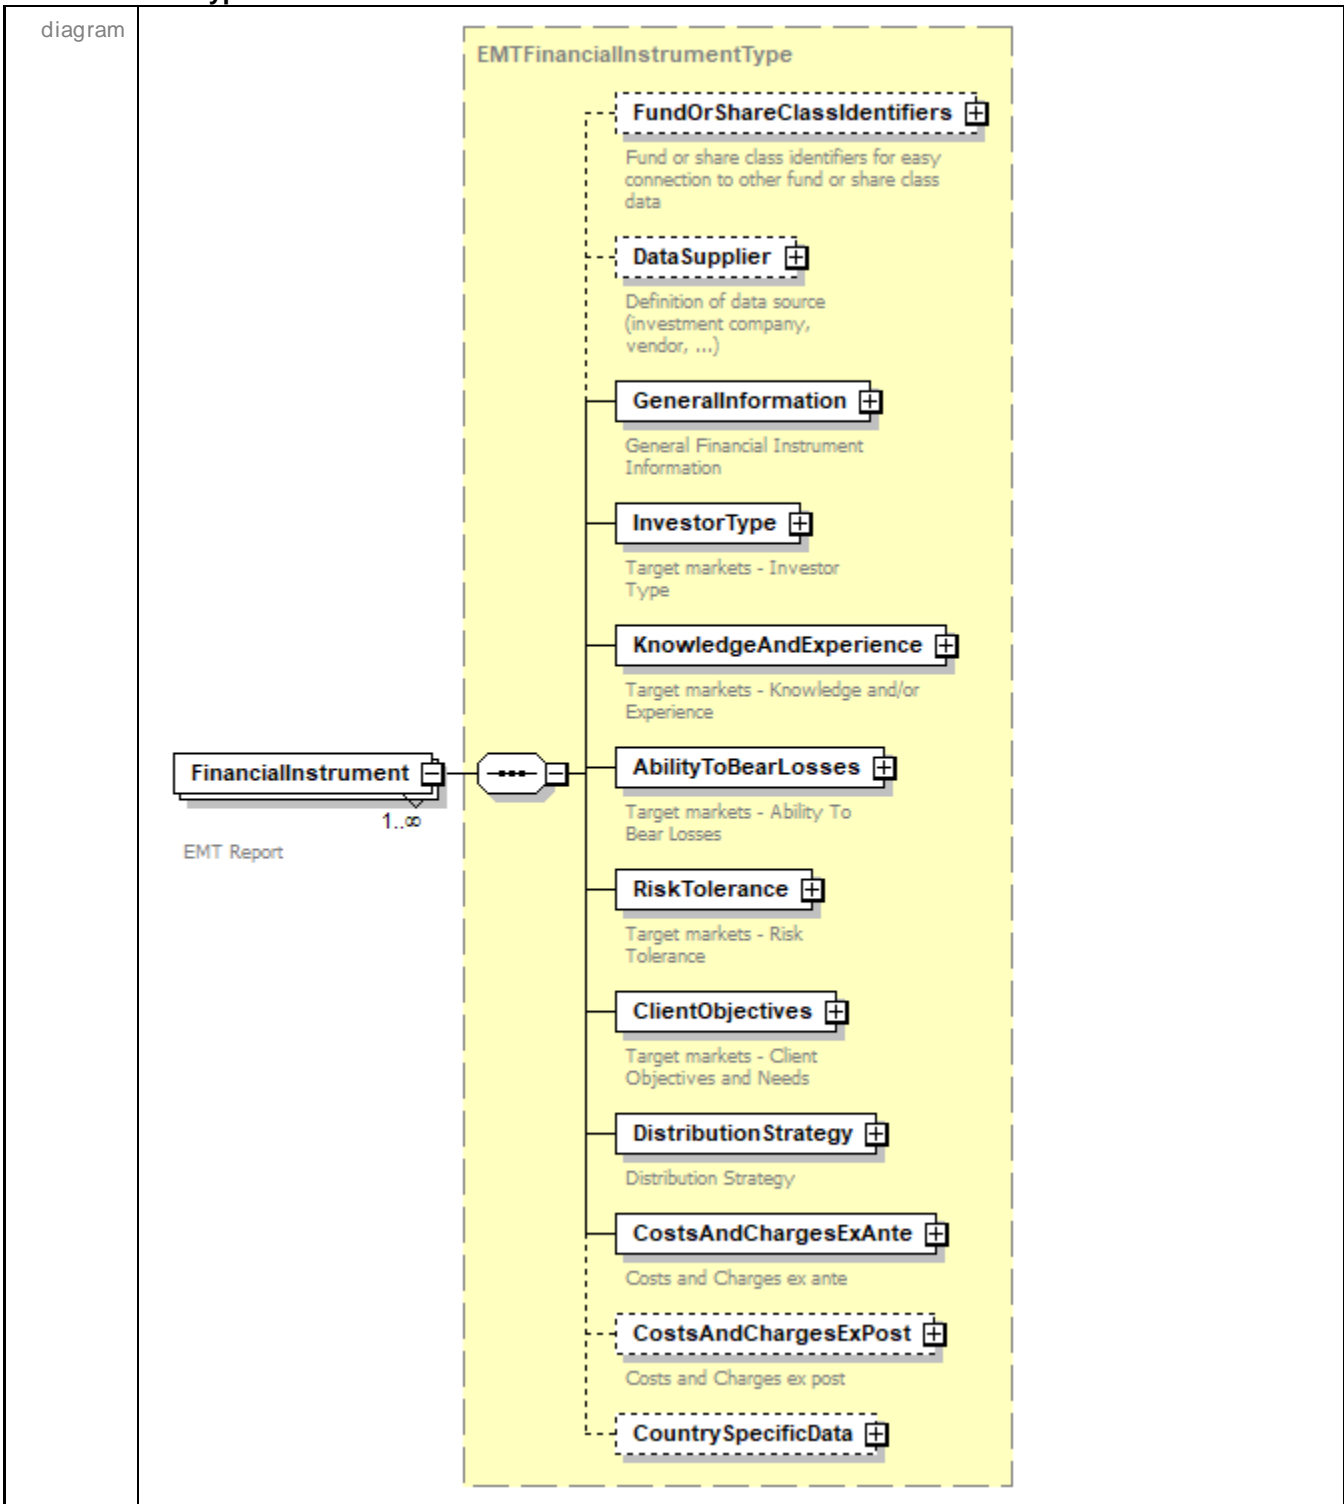 diagram
EMTFinancialInstrumentType
FundOrShareClassIdentifiers
Fund or share class identifiers for easy
connection to other fund or share class
data
DataSupplier
Definition of data source
(investment company,
vendor, ...)
GeneralInformation
General Financial Instrument
Information
InvestorType
Target markets - Investor
Type
KnowledgeAndExperience
Target markets - Knowledge and/or
Experience
FinancialInstrument
1..∞
EMT Report
AbilityToBearLosses
Target markets - Ability To
Bear Losses
RiskTolerance
Target markets - Risk
Tolerance
ClientObjectives
Target markets - Client
Objectives and Needs
DistributionStrategy
Distribution Strategy
CostsAndChargesExAnte
Costs and Charges ex ante
CostsAndChargesExPost
Costs and Charges ex post
CountrySpecificData